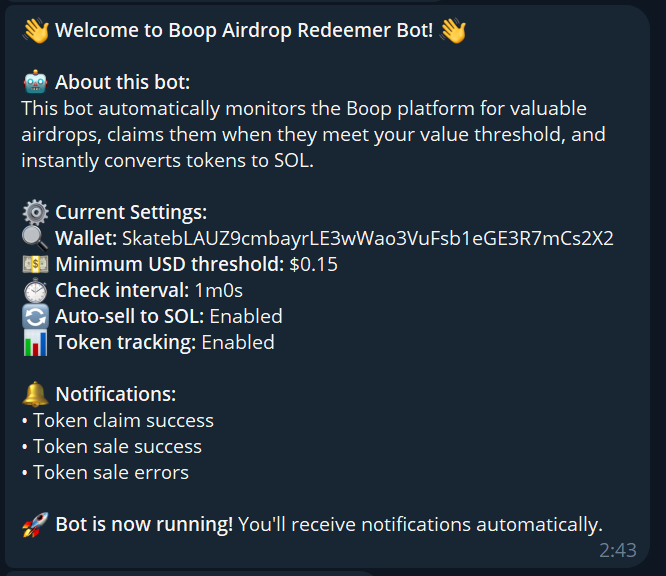 👋 Welcome to Boop Airdrop Redeemer Bot! 👋
🤖 About this bot:
This bot automatically monitors the Boop platform for valuable
airdrops, claims them when they meet your value threshold, and
instantly converts tokens to SOL.
⚙️ Current Settings:
🔍 Wallet: SkatebLAUZ9cmbayrLE3wWao3VuFsb1eGE3R7mCs2X2
💵 Minimum USD threshold: $0.15
⏱️ Check interval: 1m0s
🔄 Auto-sell to SOL: Enabled
📊 Token tracking: Enabled
🔔 Notifications:
• Token claim success
• Token sale success
• Token sale errors
🚀 Bot is now running! You'll receive notifications automatically.
2:43